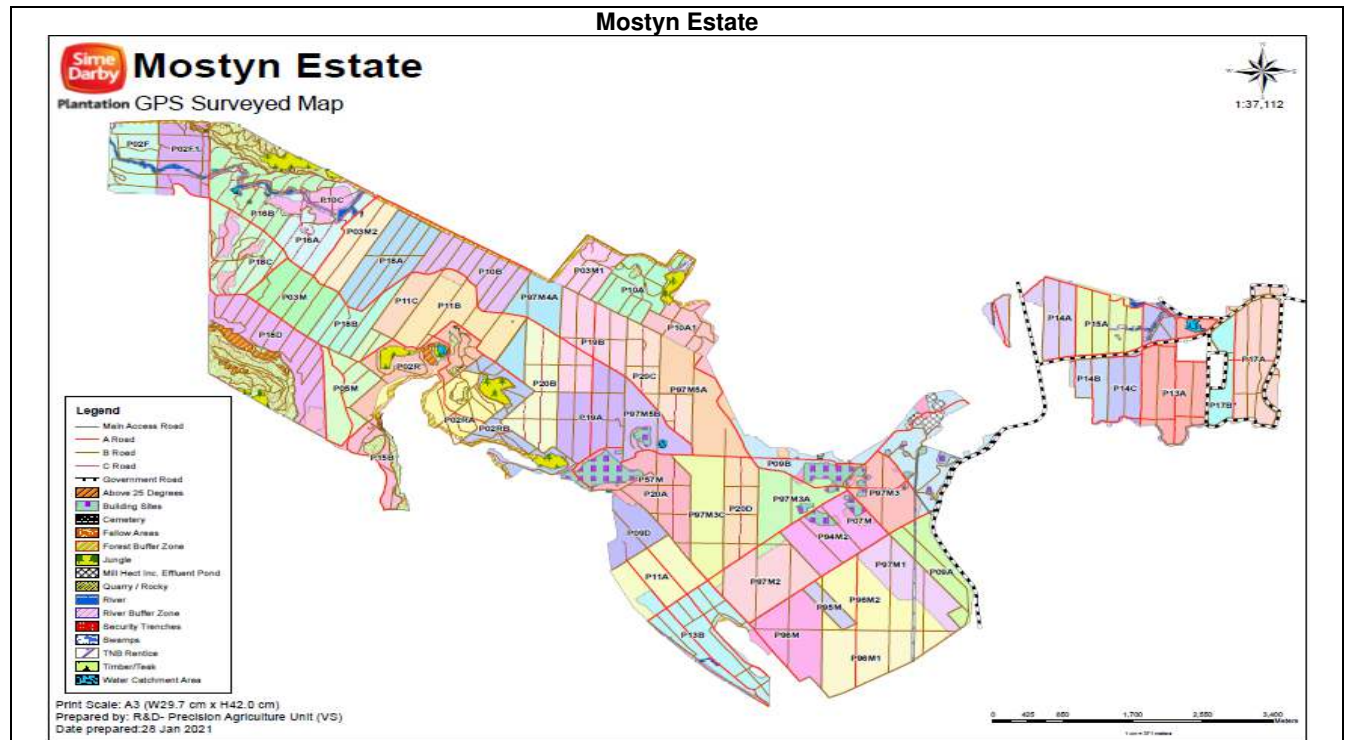 Mostyn Estate
Sime
Darby
Plantation
Mostyn Estate
GPS Surveyed Map
1:37,112
P02F
P02F1
P10C
P16B
P16A
P03M2
P18C
P18A
P10B
P03M1
P10A
P03M
P11C
P11B
P97M4A
P10A1
P18B
P18D
P19B
P02R
P20C
P05M
P20B
P97M5A
P02RA
P02RB
P19A
P97M5B
P15B
P14A
P15A
P17A
P14B
P14C
P13A
P17B
P57M
P09B
P20A
P97M3A
P97M3
P97M3C
P20D
P07M
P09D
P94M2
P97M1
P09A
P11A
P97M2
P95M
P96M2
P13B
P96M
P96M1
Legend
Main Access Road
A Road
B Road
C Road
Government Road
Above 25 Degrees
Building Sites
Cemetery
Fallow Areas
Forest Buffer Zone
Jungle
Mill Hect Inc, Effluent Pond
Quarry / Rocky
River
River Buffer Zone
Security Trenches
Swamps
TNB Rentice
Timber/Teak
Water Catchment Area
Print Scale: A3 (W29.7 cm x H42.0 cm)
Prepared by: R&D- Precision Agriculture Unit (VS)
Date prepared:28 Jan 2021
0 425 850 1,700 2,550 3,400
Meters